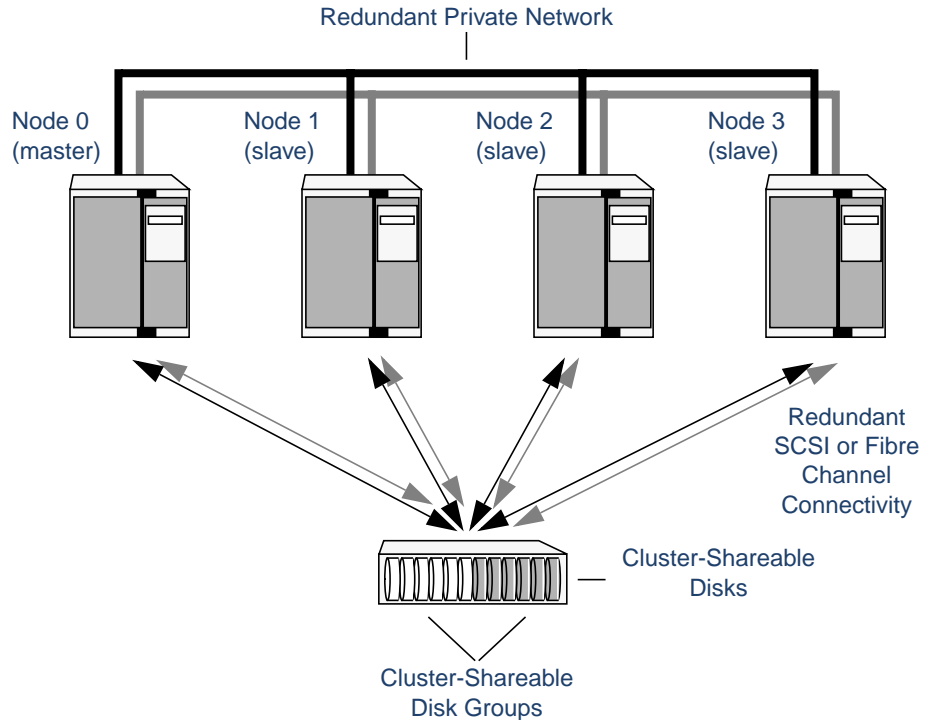 Redundant Private Network
Node 0
(master)
Node 1
(slave)
Node 2
(slave)
Node 3
(slave)
Redundant
SCSI or Fibre
Channel
Connectivity
Cluster-Shareable
Disks
Cluster-Shareable
Disk Groups